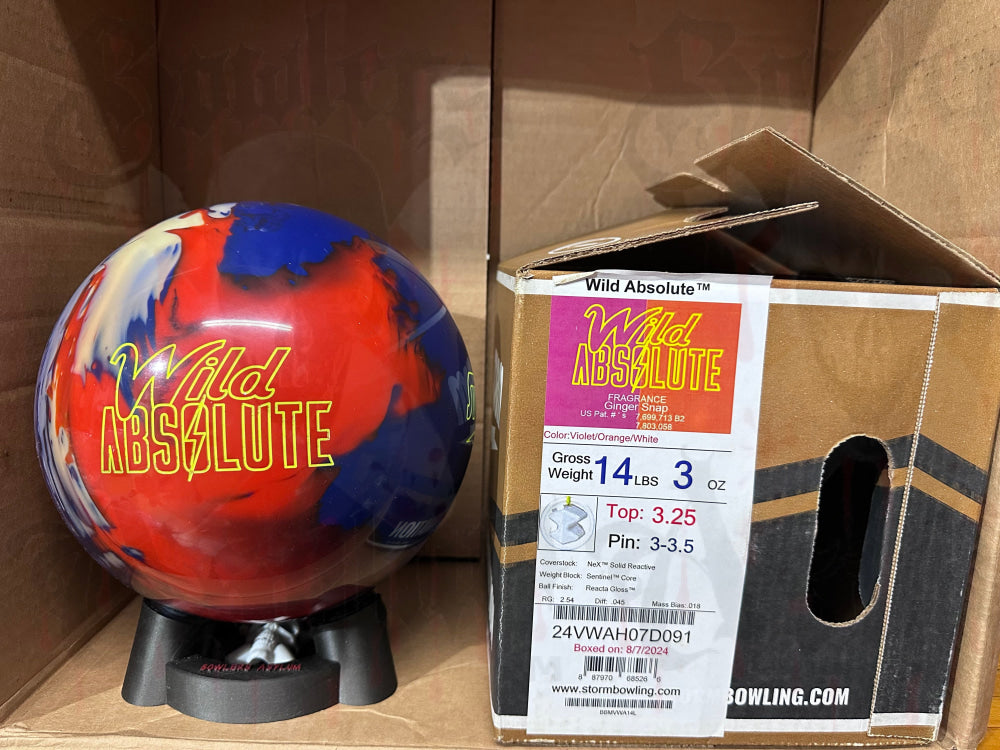 Wild
ABSOLUTE
BOWLERS ASYLUM
Wild Absolute™
Wild
ABSOLUTE
FRAGRANCE
Ginger Snap
US Pat. #'s 7,699,713 B2
7,803,058
Color:Violet/Orange/White
Gross
Weight 14 LBS 3 OZ
Top: 3.25
Pin: 3-3.5
Coverstock: NeX™ Solid Reactive
Weight Block: Sentinel™ Core
Ball Finish: Reacta Gloss™
RG: 2.54 Diff: .045 Mass Bias: .018
24VWAH07D091
Boxed on: 8/7/2024
8 87970 68526 6
www.stormbowling.com
BBMVWA14L
BOWLING.COM